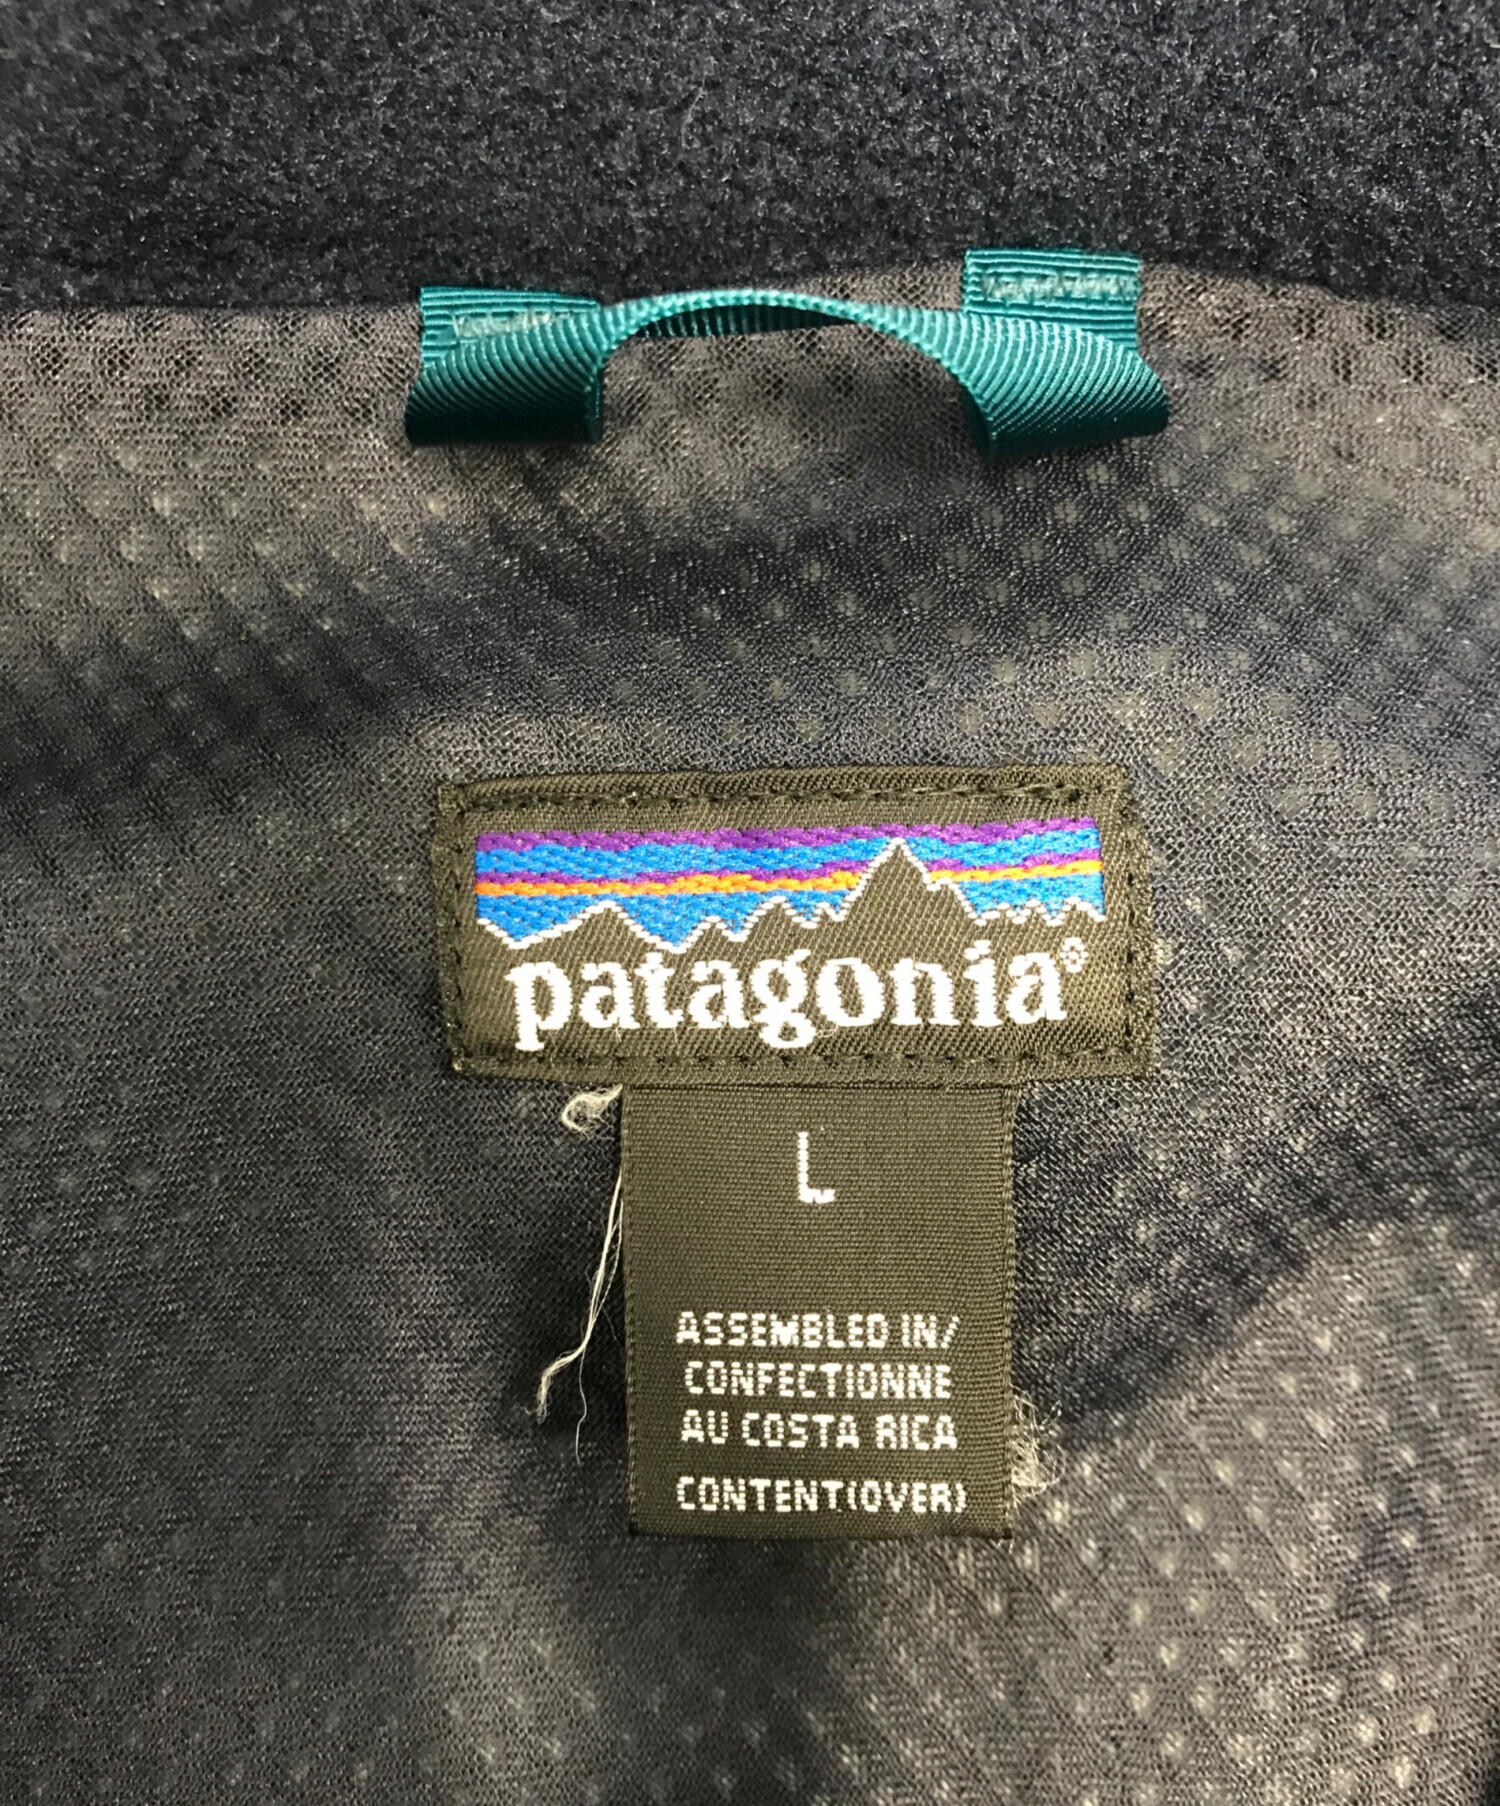 patagonia®
L
ASSEMBLED IN/
CONFECTIONNE
AU COSTA RICA
CONTENT(OVER)